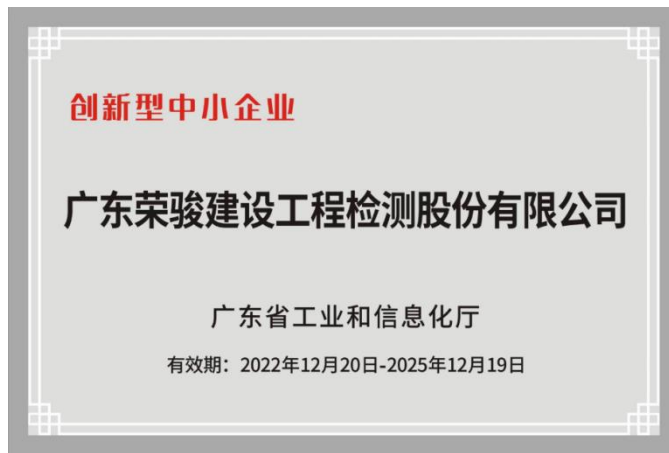 创新型中小企业
广东荣骏建设工程检测股份有限公司
广东省工业和信息化厅
有效期：2022年12月20日-2025年12月19日